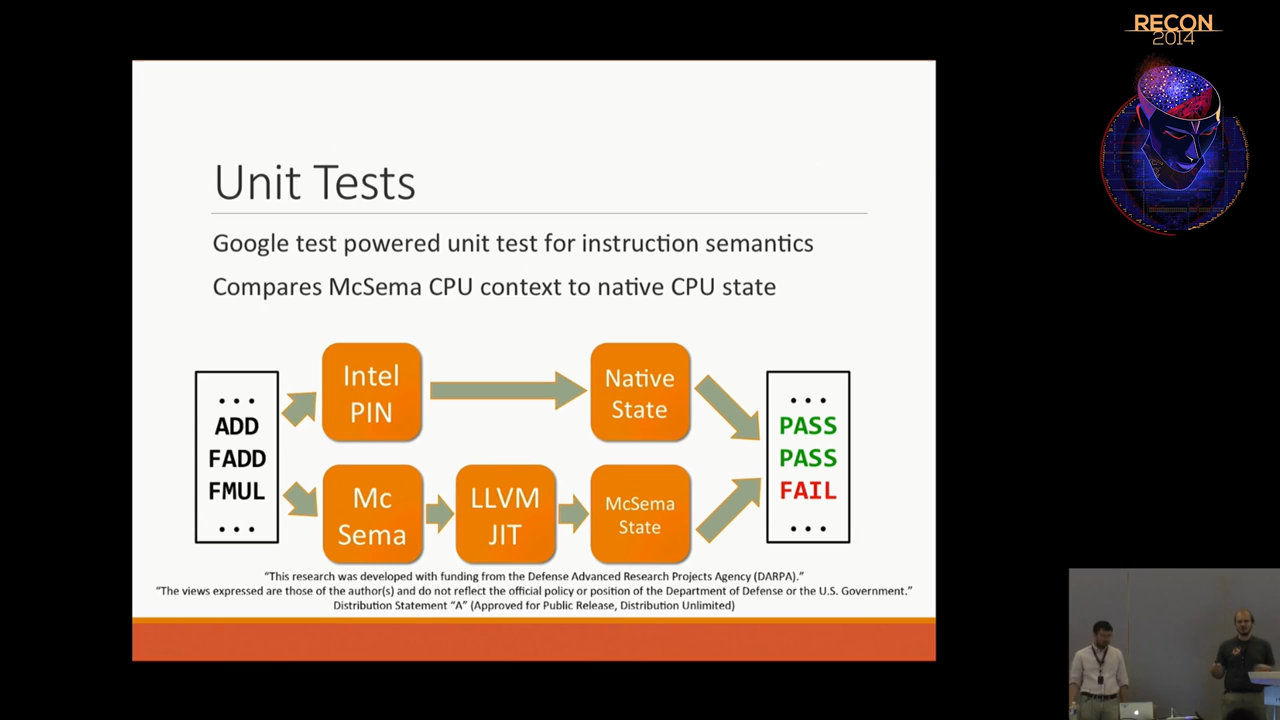 RECON
2014
Unit Tests
Google test powered unit test for instruction semantics
Compares McSema CPU context to native CPU state
...
ADD
FADD
FMUL
...
Intel
PIN
Native
State
Mc
Sema
LLVM
JIT
McSema
State
...
PASS
PASS
FAIL
...
“This research was developed with funding from the Defense Advanced Research Projects Agency (DARPA).”
“The views expressed are those of the author(s) and do not reflect the official policy or position of the Department of Defense or the U.S. Government.”
Distribution Statement “A” (Approved for Public Release, Distribution Unlimited)